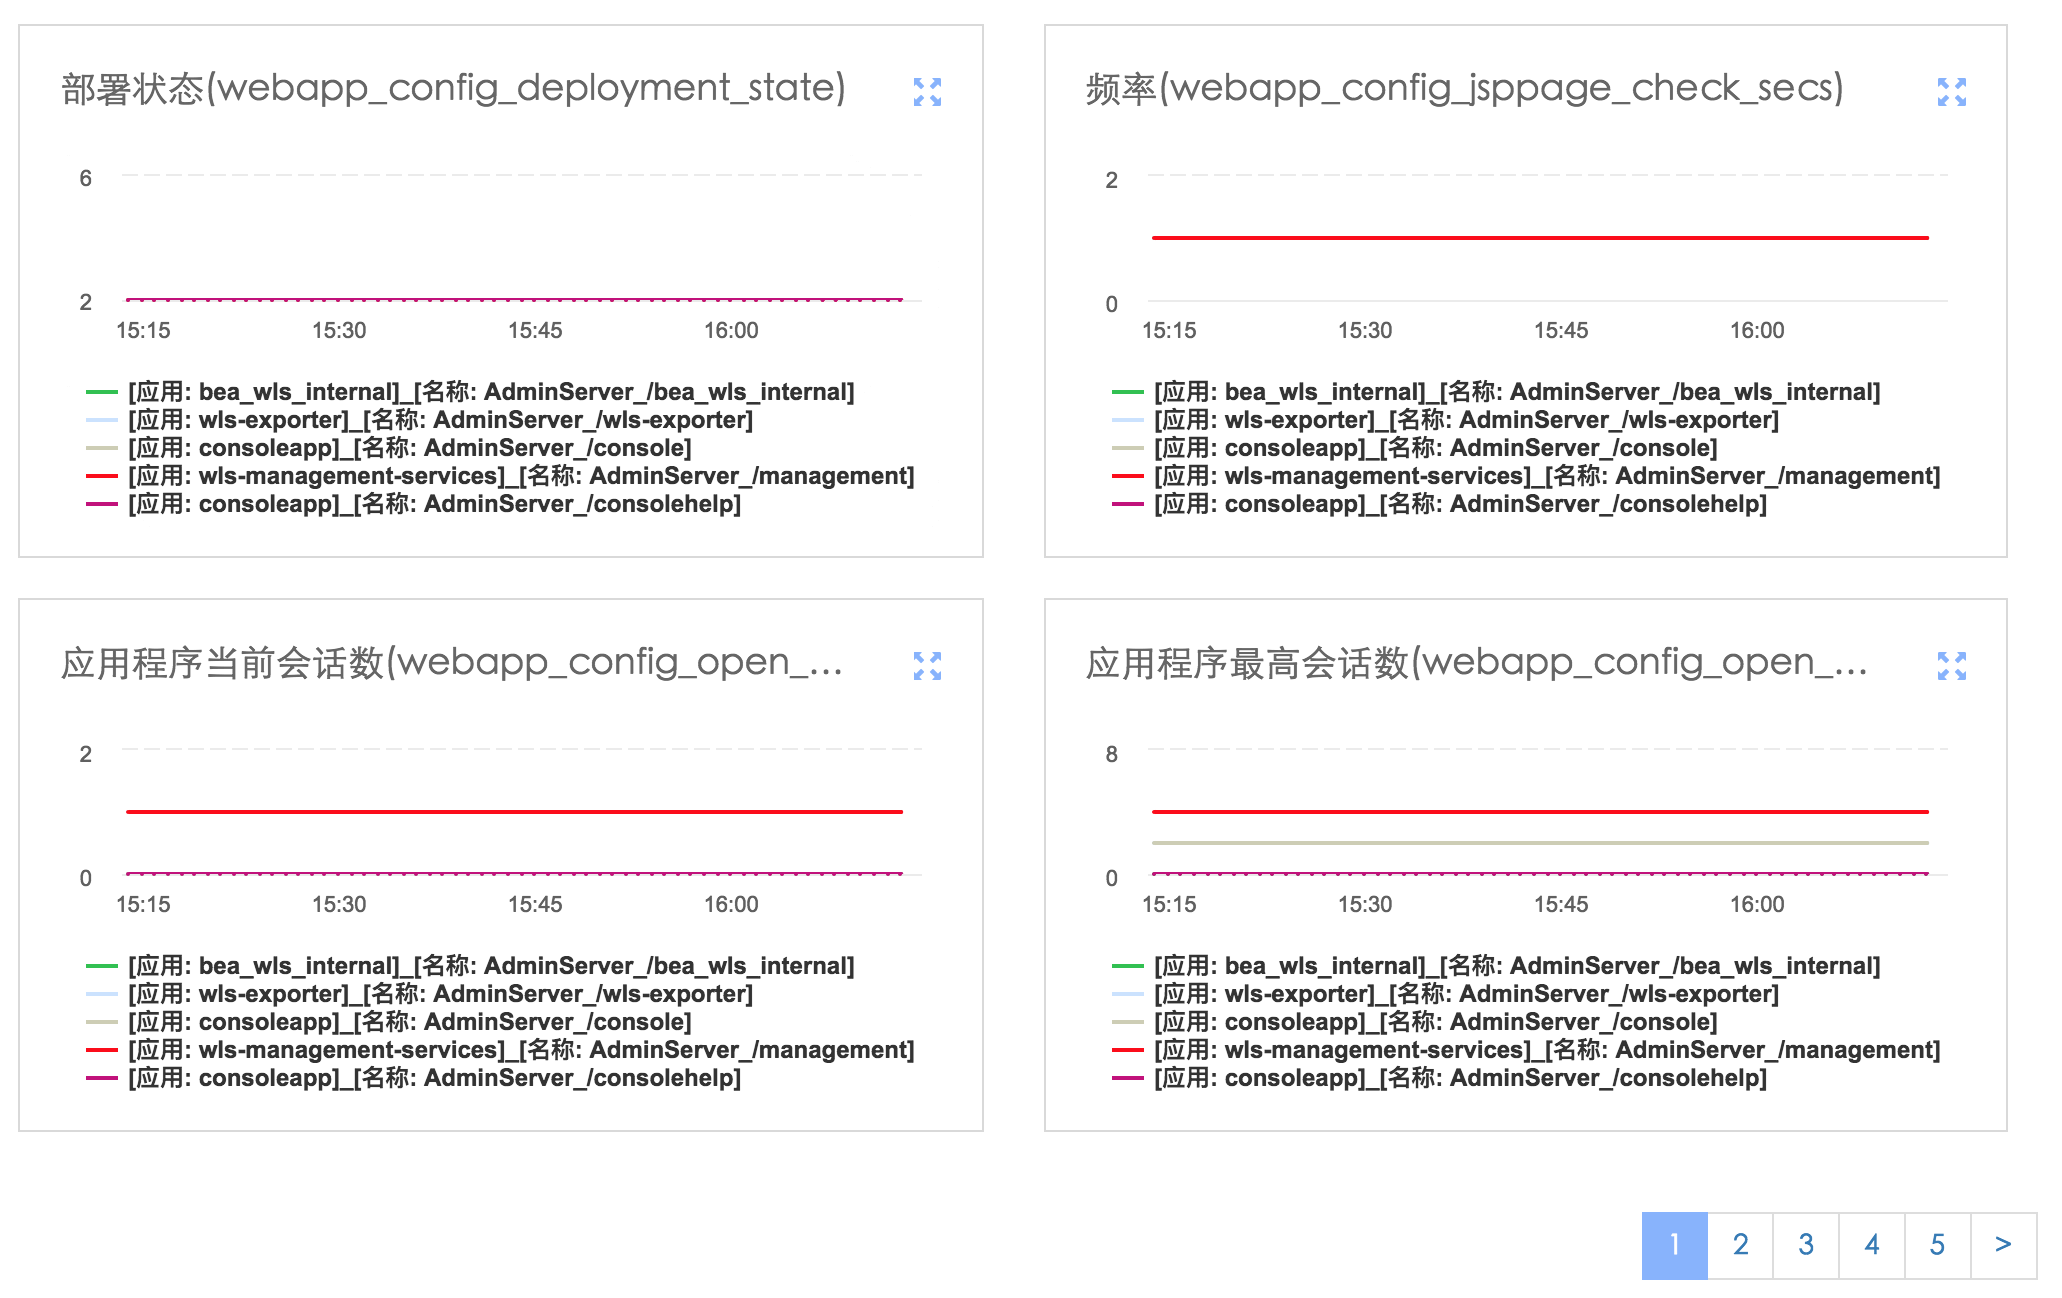 部署状态(webapp_config_deployment_state)
6
2
15:15 15:30 15:45 16:00
[应用: bea_wls_internal]_[名称: AdminServer_/bea_wls_internal]
[应用: wls-exporter]_[名称: AdminServer_/wls-exporter]
[应用: consoleapp]_[名称: AdminServer_/console]
[应用: wls-management-services]_[名称: AdminServer_/management]
[应用: consoleapp]_[名称: AdminServer_/consolehelp]
频率(webapp_config_jsppage_check_secs)
2
0
15:15 15:30 15:45 16:00
[应用: bea_wls_internal]_[名称: AdminServer_/bea_wls_internal]
[应用: wls-exporter]_[名称: AdminServer_/wls-exporter]
[应用: consoleapp]_[名称: AdminServer_/console]
[应用: wls-management-services]_[名称: AdminServer_/management]
[应用: consoleapp]_[名称: AdminServer_/consolehelp]
应用程序当前会话数(webapp_config_open_...
2
0
15:15 15:30 15:45 16:00
[应用: bea_wls_internal]_[名称: AdminServer_/bea_wls_internal]
[应用: wls-exporter]_[名称: AdminServer_/wls-exporter]
[应用: consoleapp]_[名称: AdminServer_/console]
[应用: wls-management-services]_[名称: AdminServer_/management]
[应用: consoleapp]_[名称: AdminServer_/consolehelp]
应用程序最高会话数(webapp_config_open_...
8
0
15:15 15:30 15:45 16:00
[应用: bea_wls_internal]_[名称: AdminServer_/bea_wls_internal]
[应用: wls-exporter]_[名称: AdminServer_/wls-exporter]
[应用: consoleapp]_[名称: AdminServer_/console]
[应用: wls-management-services]_[名称: AdminServer_/management]
[应用: consoleapp]_[名称: AdminServer_/consolehelp]
1 2 3 4 5 >